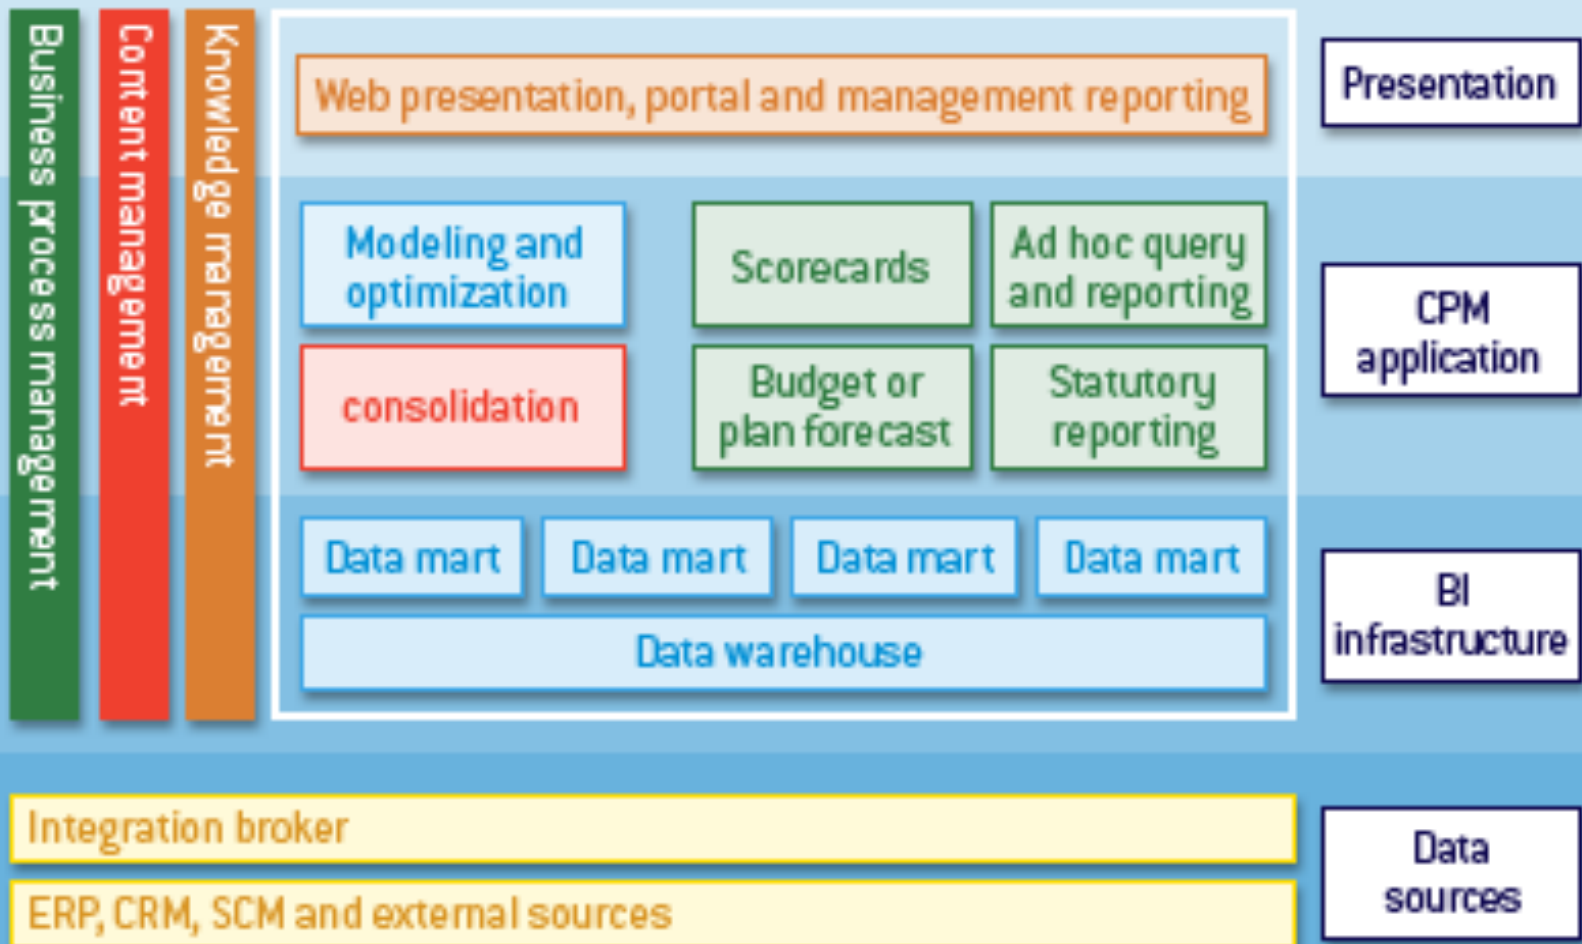 Business process management
Content management
Knowledge management
Web presentation, portal and management reporting
Presentation
Modeling and
optimization
Scorecards
Ad hoc query
and reporting
consolidation
Budget or
plan forecast
Statutory
reporting
CPM
application
Data mart
Data mart
Data mart
Data mart
Data warehouse
BI
infrastructure
Integration broker
ERP, CRM, SCM and external sources
Data
sources